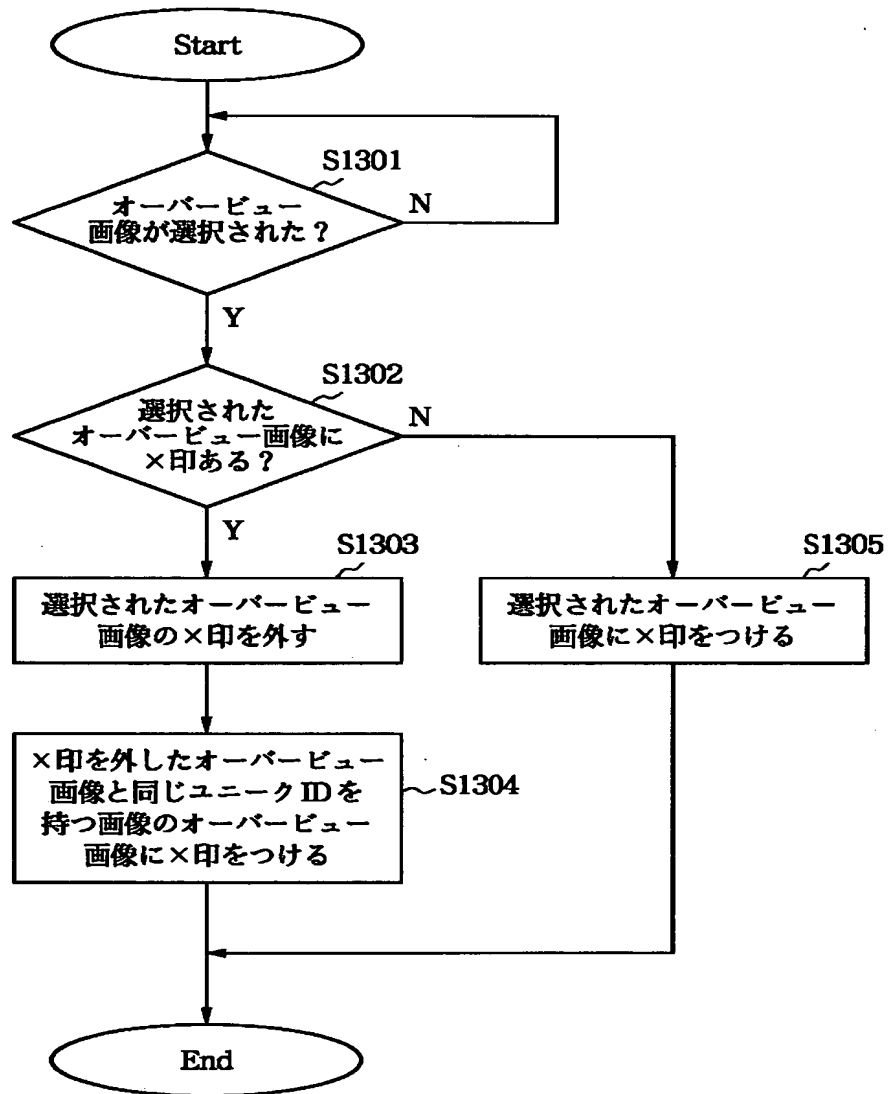 Start
S1301
オーバービュー
画像が選択された?
N
Y
S1302
選択された
オーバービュー画像に
×印ある?
N
Y
S1303
選択されたオーバービュー
画像の×印を外す
S1305
選択されたオーバービュー
画像に×印をつける
×印を外したオーバービュー
画像と同じユニークIDを
持つ画像のオーバービュー
画像に×印をつける
S1304
End